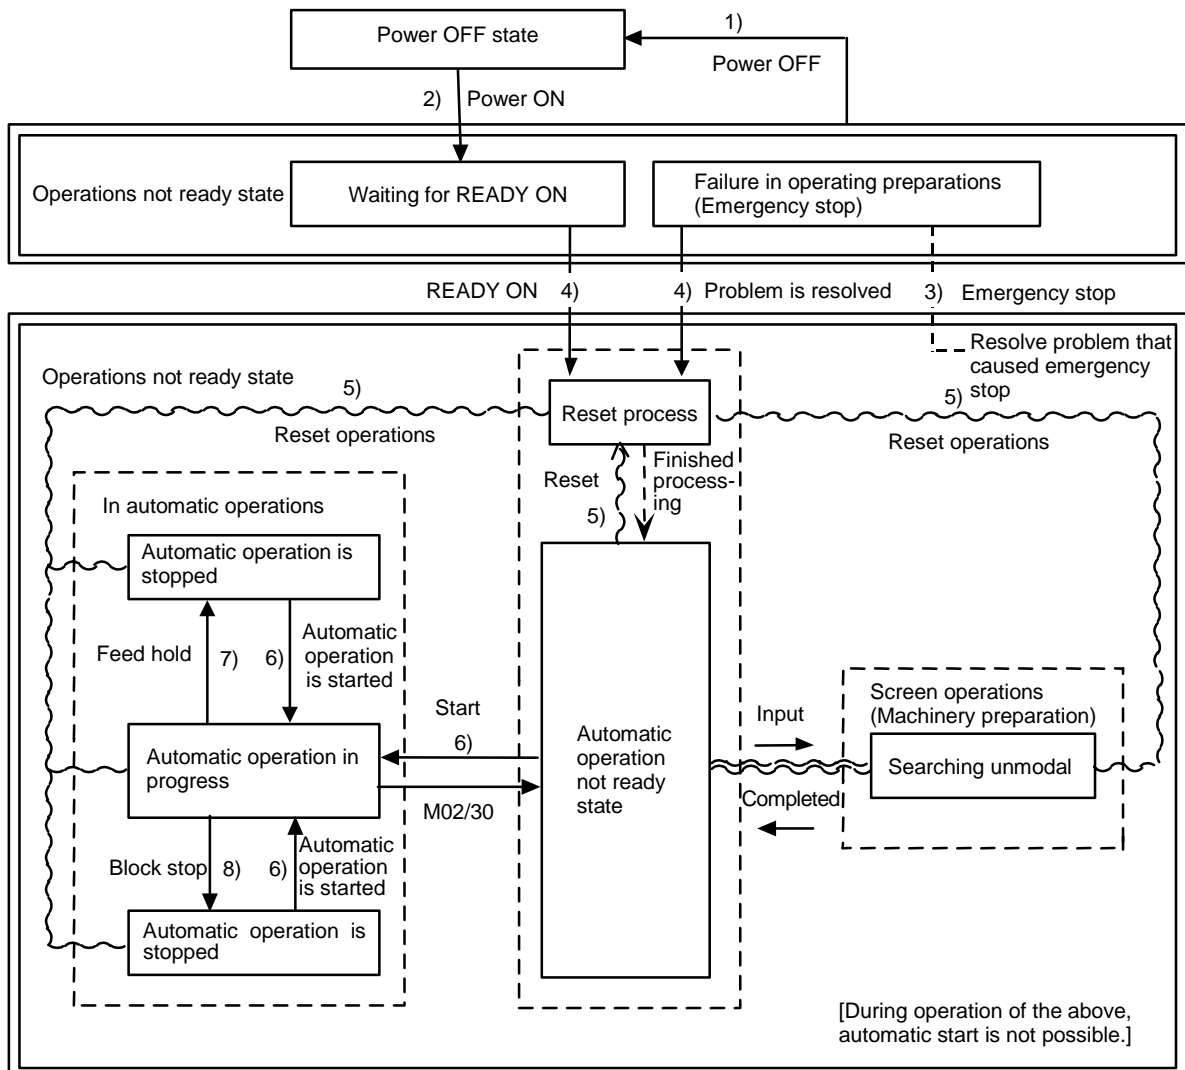 1)
Power OFF state
Power OFF
2) Power ON
Operations not ready state
Waiting for READY ON
Failure in operating preparations
(Emergency stop)
READY ON 4)
4) Problem is resolved
3) Emergency stop
Resolve problem that
caused emergency
stop
Operations not ready state
5)
Reset operations
Reset process
5)
Reset operations
Reset
5)
Finished
process-
ing
In automatic operations
Automatic operation is
stopped
Feed hold 7)
6) Automatic
operation
is started
Automatic operation in
progress
Start
6)
M02/30
Automatic
operation
not ready
state
Input
Completed
Screen operations
(Machinery preparation)
Searching unmodal
Block stop 8)
6) Automatic
operation
is started
Automatic operation is
stopped
[During operation of the above,
automatic start is not possible.]